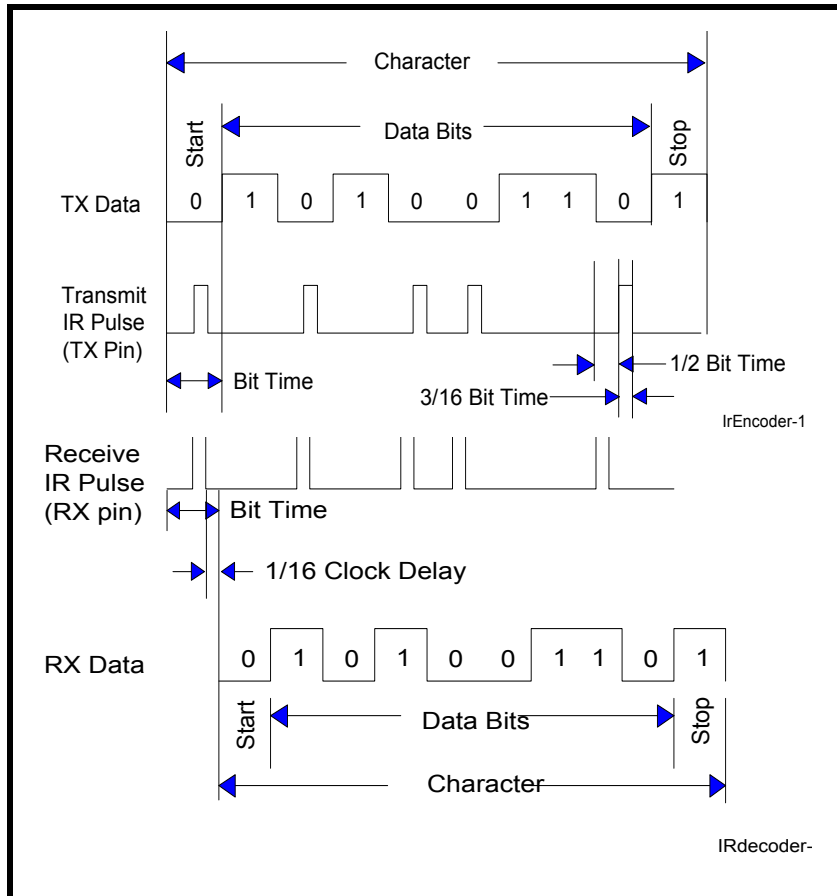 Character
Start
Data Bits
Stop
TX Data
0 1 0 1 0 0 1 1 0 1
Transmit
IR Pulse
(TX Pin)
Bit Time
1/2 Bit Time
3/16 Bit Time
IrEncoder-1
Receive
IR Pulse
(RX pin)
Bit Time
1/16 Clock Delay
RX Data
0 1 0 1 0 0 1 1 0 1
Start
Data Bits
Stop
Character
IRdecoder-